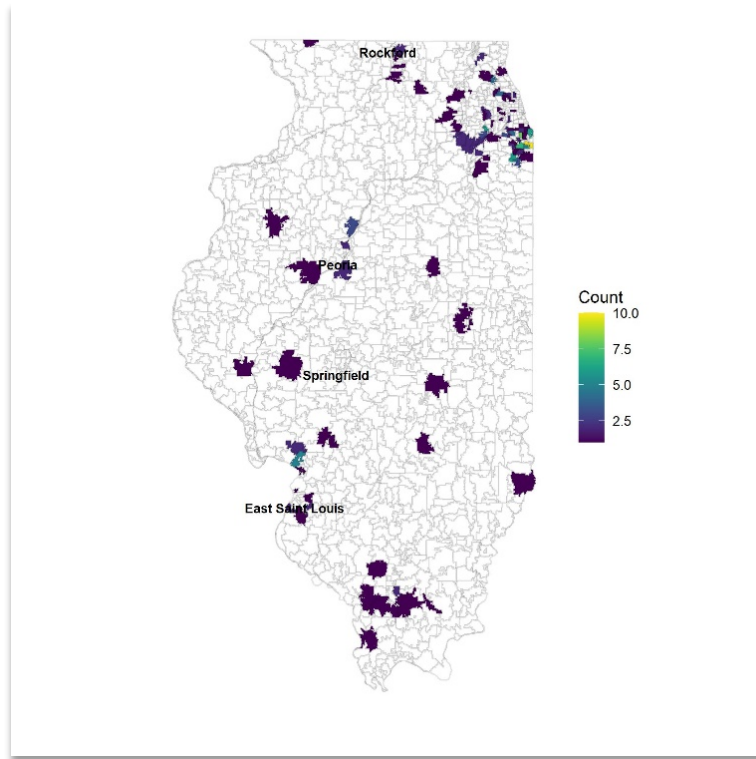 Rockford
Peoria
Springfield
East Saint Louis
Count
10.0
7.5
5.0
2.5